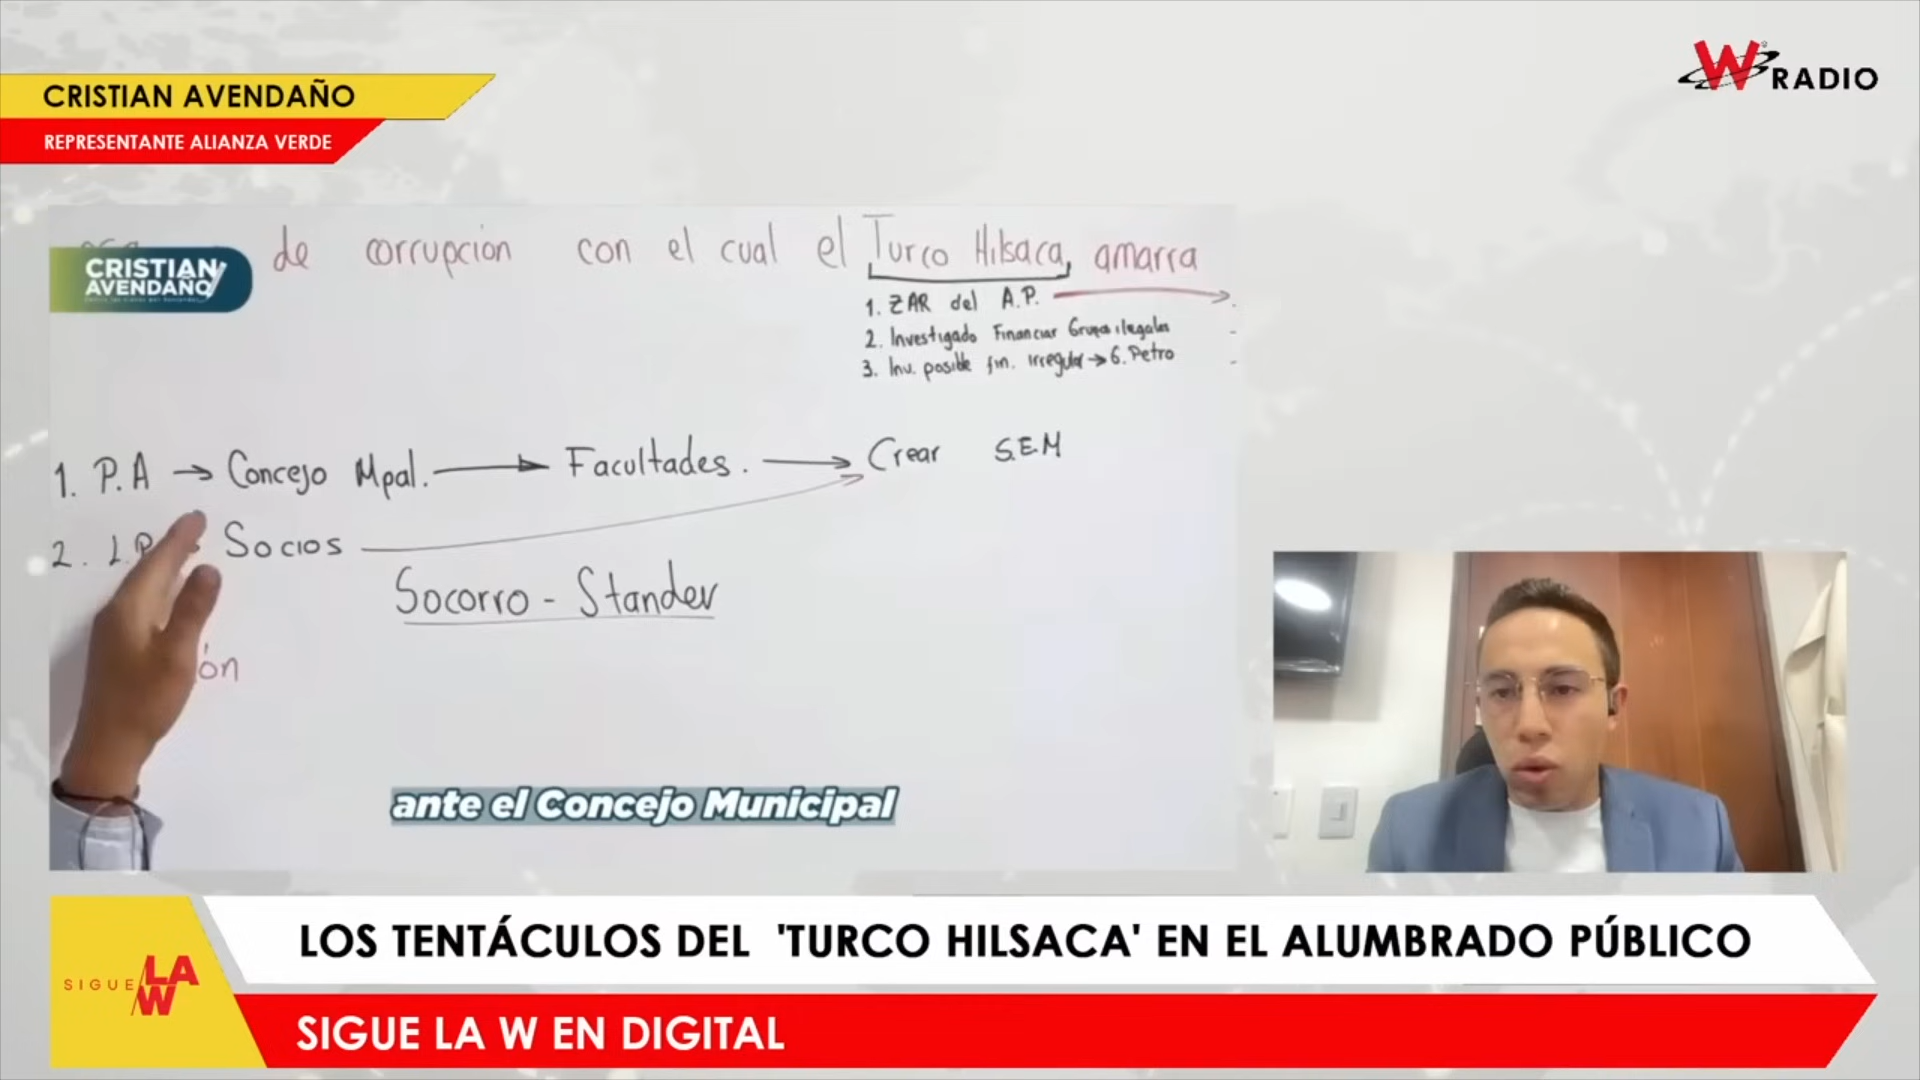 CRISTIAN AVENDAÑO
REPRESENTANTE ALIANZA VERDE
W RADIO
de corrupción con el cual el Turco Hilsaca, amarra
CRISTIAN
AVENDAÑO
1. ZAR del A.P.
2. Investigado Financiar Grupos ilegales
3. Inv. posible fin. irregular → G. Petro
1. P.A → Concejo Mpal. → Facultades. → Crear S.E.M
2. L.P Socios
Socorro - Stander
ón
ante el Concejo Municipal
LOS TENTÁCULOS DEL 'TURCO HILSACA' EN EL ALUMBRADO PÚBLICO
SIGUE LA W
SIGUE LA W EN DIGITAL